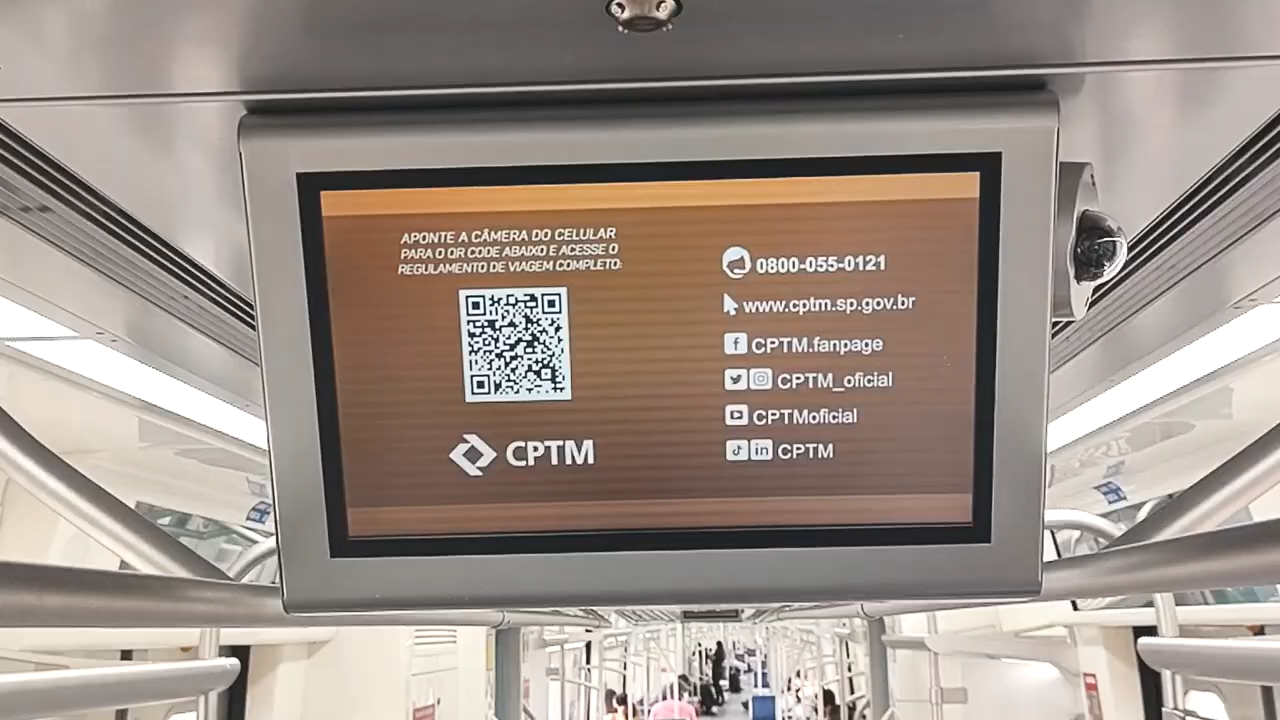 APONTE A CÂMERA DO CELULAR
PARA O QR CODE ABAIXO E ACESSE O
REGULAMENTO DE VIAGEM COMPLETO:
CPTM
0800-055-0121
www.cptm.sp.gov.br
CPTM.fanpage
CPTM_oficial
CPTMoficial
CPTM